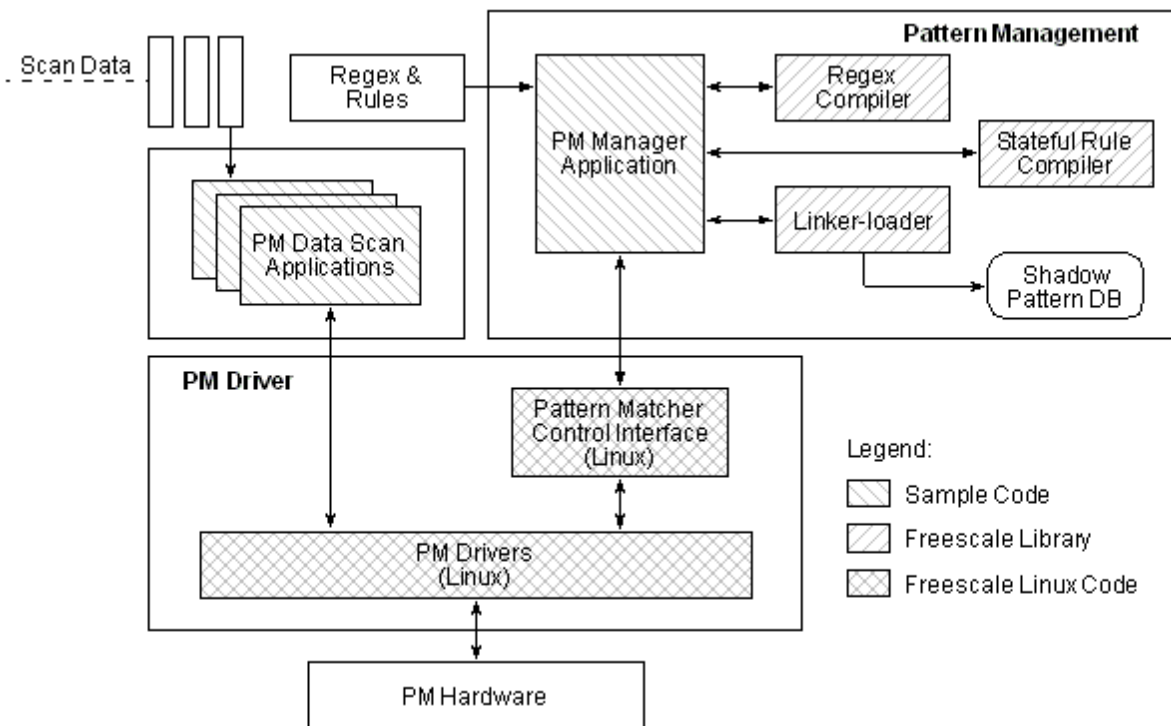 Scan Data
Regex &
Rules
Pattern Management
PM Manager
Application
Regex
Compiler
Stateful Rule
Compiler
Linker-loader
Shadow
Pattern DB
PM Data Scan
Applications
PM Driver
Pattern Matcher
Control Interface
(Linux)
PM Drivers
(Linux)
PM Hardware
Legend:
Sample Code
Freescale Library
Freescale Linux Code